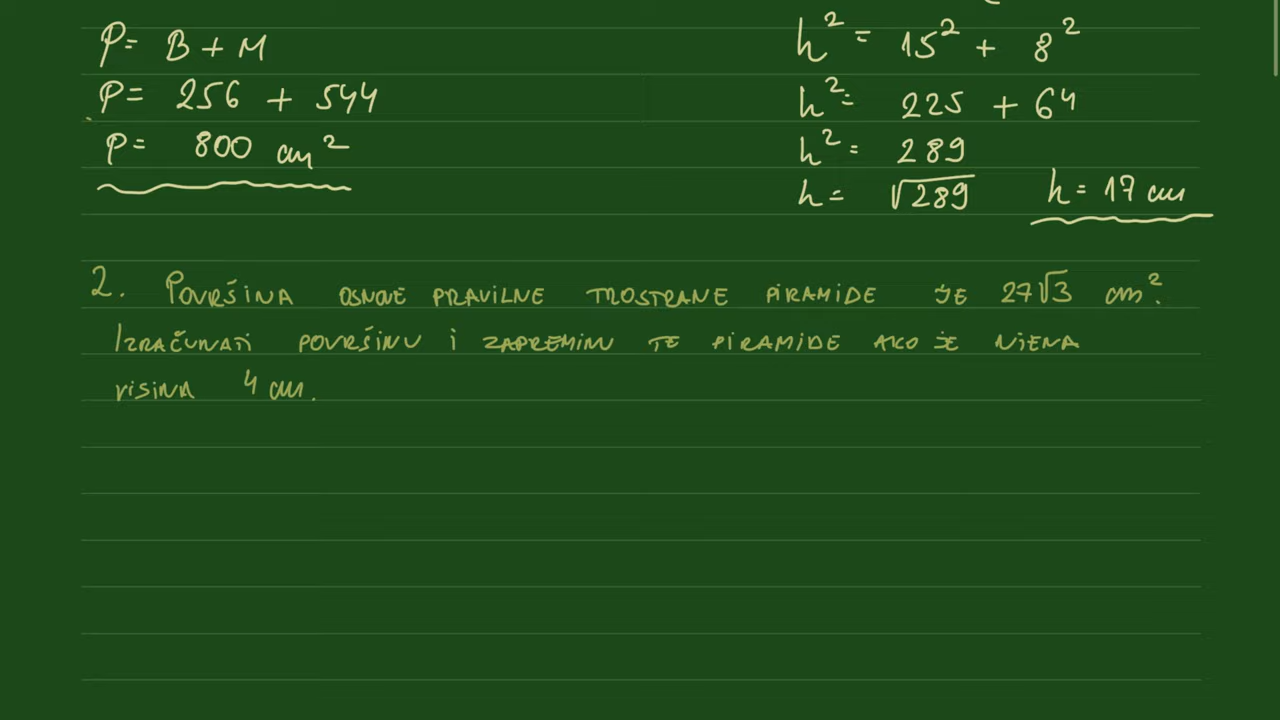 P= B + M
P= 256 + 544
P= 800 cm²
h² = 15² + 8²
h² = 225 + 64
h² = 289
h = √289 h = 17 cm
2. POVRŠINA OSNOVE PRAVILNE TROSTRANE PIRAMIDE JE 27√3 cm².
IZRAČUNATI POVRŠINU I ZAPREMINU TE PIRAMIDE AKO JE NJENA
VISINA 4 cm.